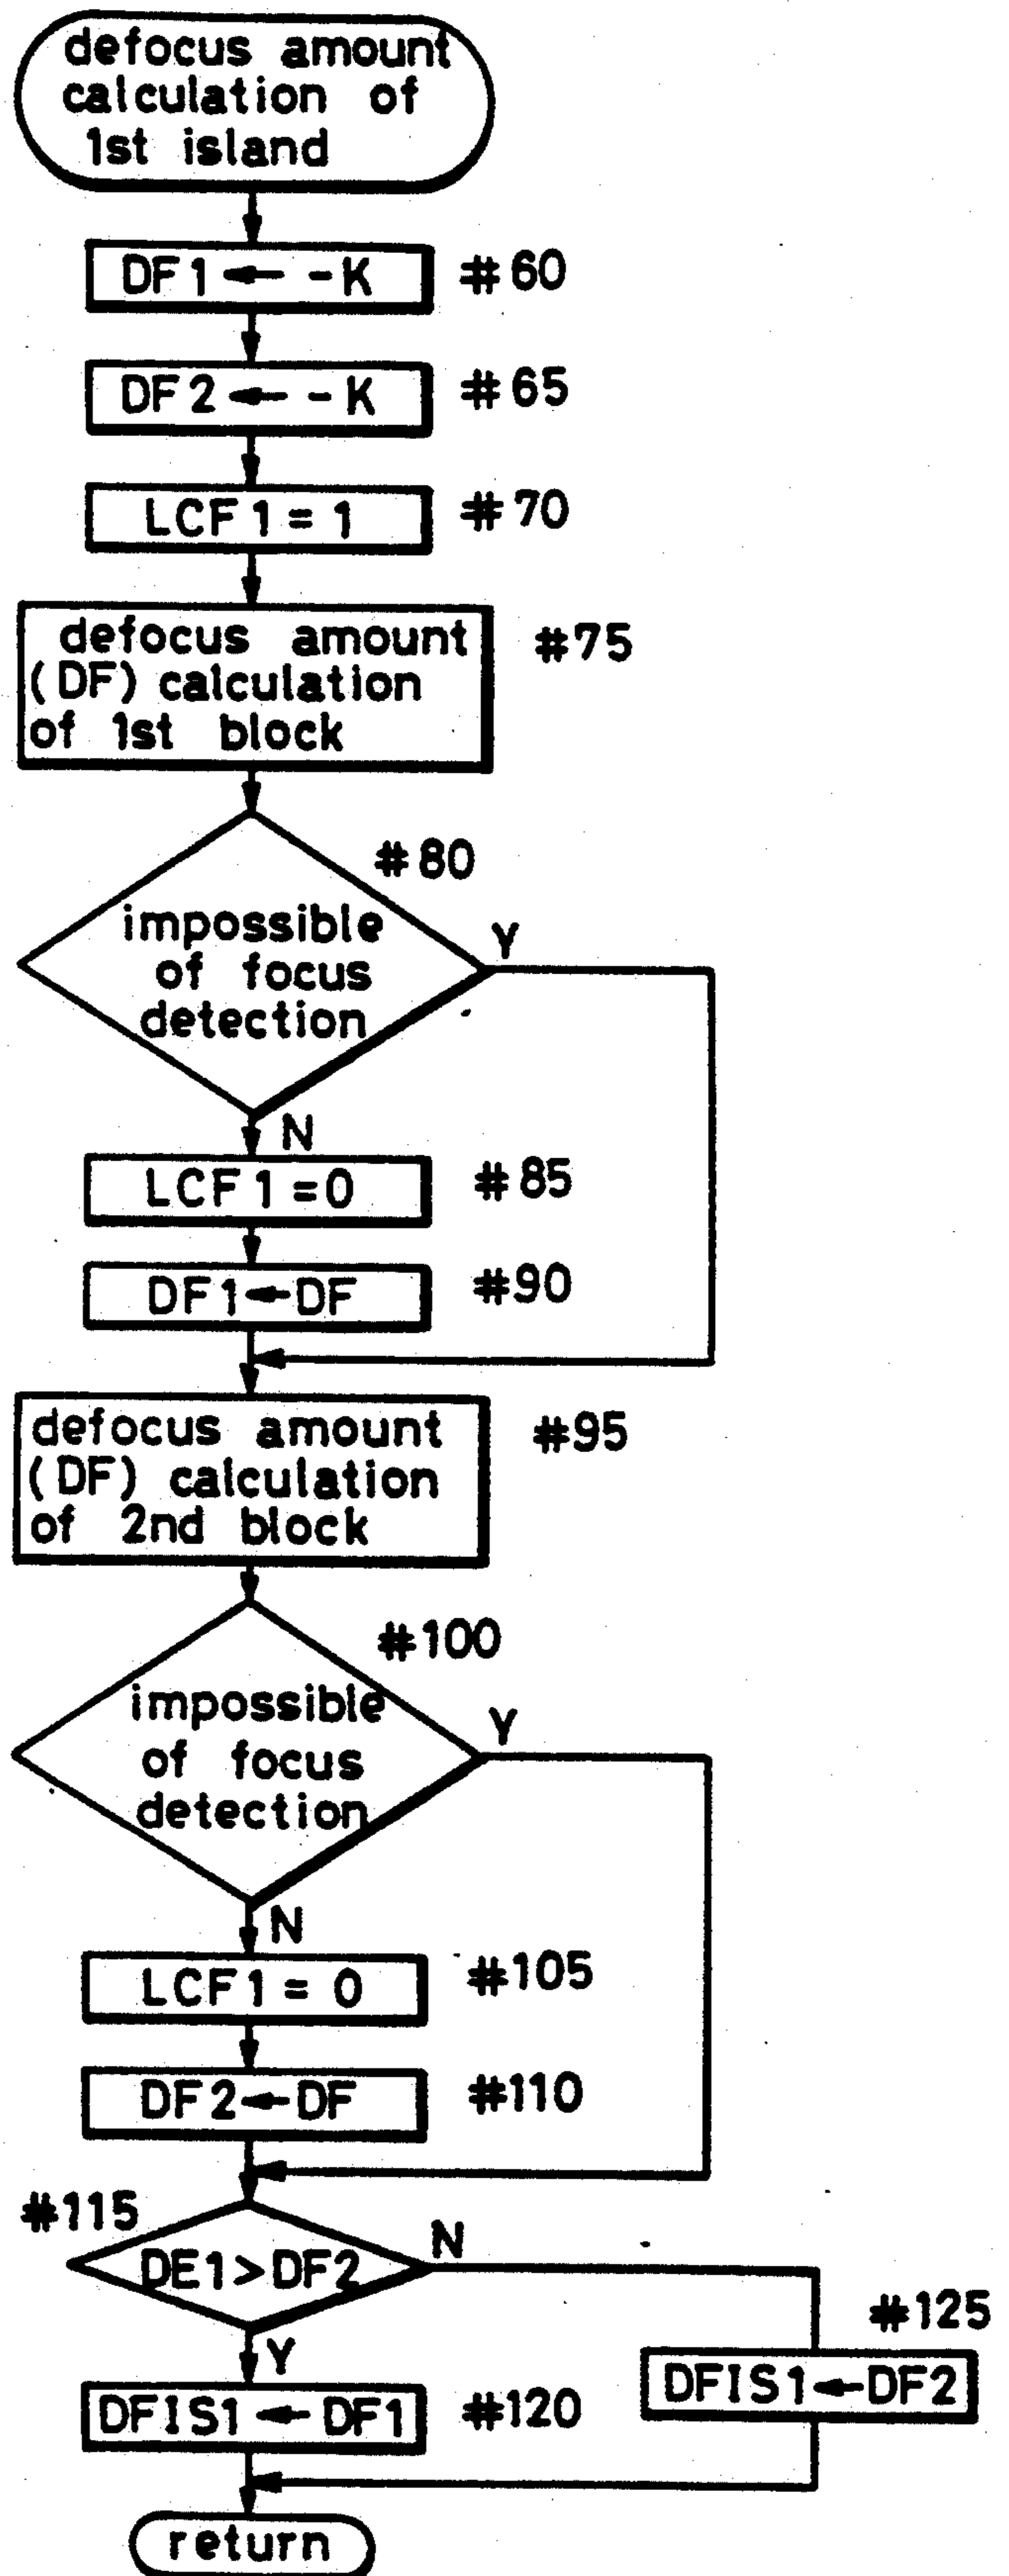 defocus amount
calculation of
1st island
DF1 ← -K
#60
DF2 ← -K
#65
LCF1 = 1
#70
defocus amount
(DF) calculation
of 1st block
#75
#80
impossible
of focus
detection
Y
N
LCF1 = 0
#85
DF1 ← DF
#90
defocus amount
(DF) calculation
of 2nd block
#95
#100
impossible
of focus
detection
Y
N
LCF1 = 0
#105
DF2 ← DF
#110
#115
DE1 > DF2
N
Y
#125
DFIS1 ← DF2
DFIS1 ← DF1
#120
return